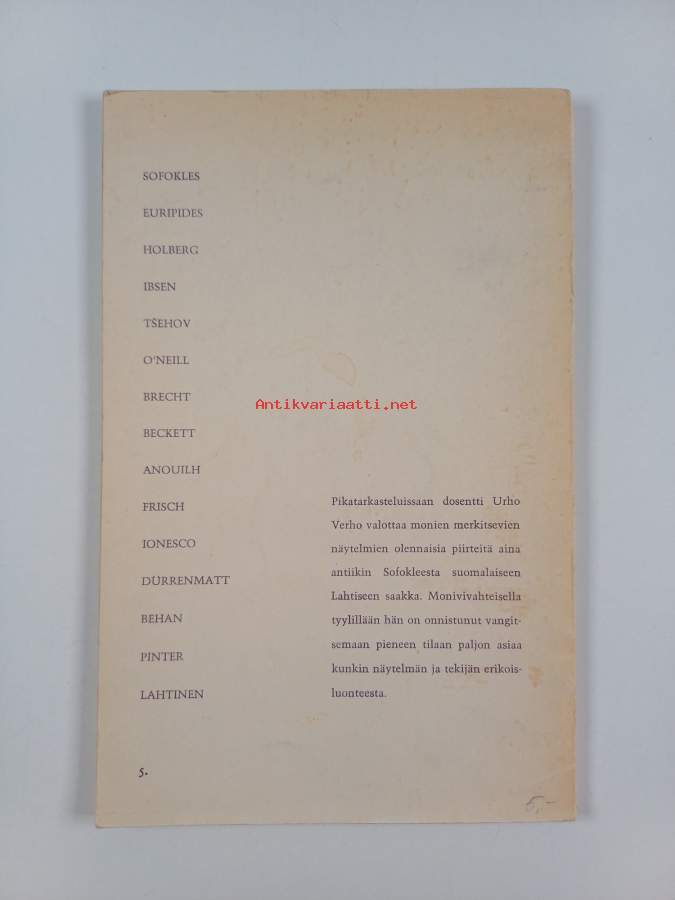 SOFOKLES
EURIPIDES
HOLBERG
IBSEN
TŠEHOV
O'NEILL
BRECHT
Antikvariaatti.net
BECKETT
ANOUILH
FRISCH
IONESCO
DÜRRENMATT
BEHAN
PINTER
LAHTINEN
Pikatarkasteluissaan dosentti Urho
Verho valottaa monien merkitsevien
näytelmien olennaisia piirteitä aina
antiikin Sofokleesta suomalaiseen
Lahtiseen saakka. Monivivahteisella
tyylillään hän on onnistunut vangit-
semaan pieneen tilaan paljon asiaa
kunkin näytelmän ja tekijän erikois-
luonteesta.
5.
5,-